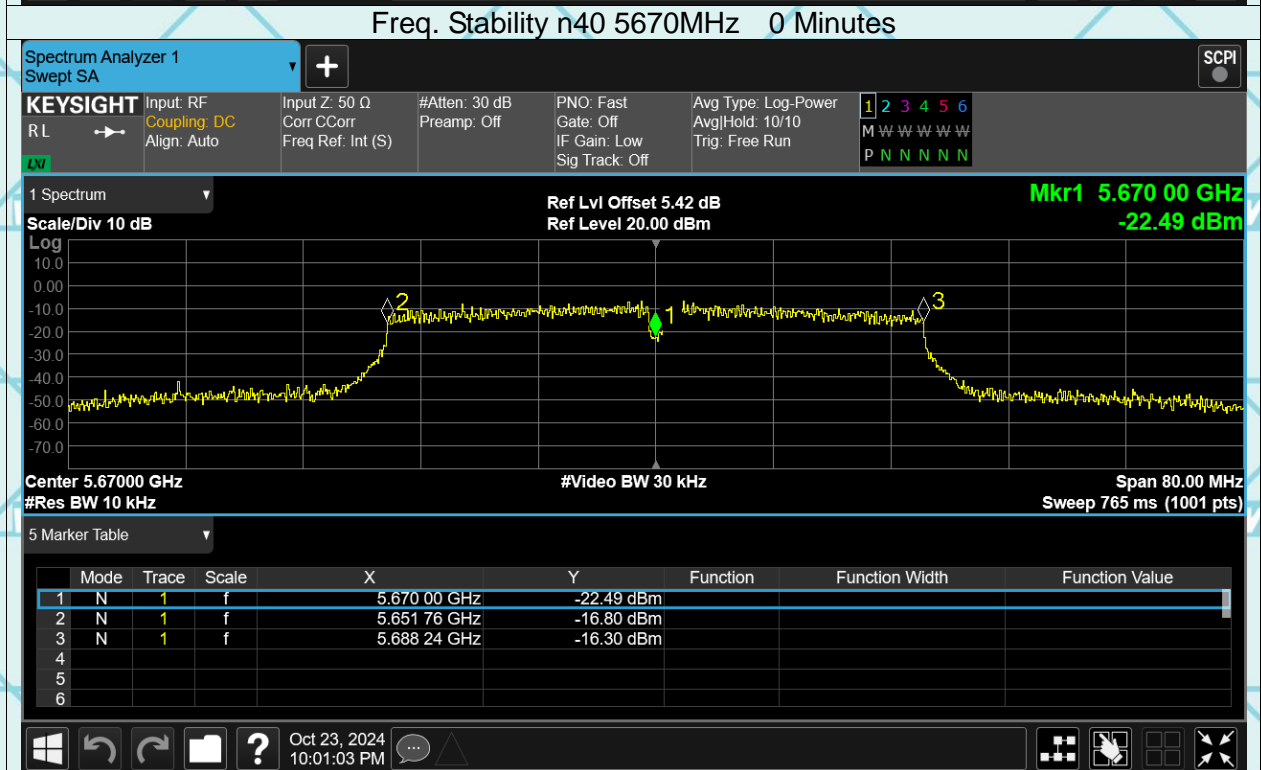 Freq. Stability n40 5670MHz 0 Minutes
Spectrum Analyzer 1
Swept SA
+
SCPI
KEYSIGHT Input: RF Input Z: 50 Ω #Atten: 30 dB PNO: Fast Avg Type: Log-Power 1 2 3 4 5 6
R L Coupling: DC Corr CCorr Preamp: Off Gate: Off Avg|Hold: 10/10 M W W W W W
Align: Auto Freq Ref: Int (S) IF Gain: Low Trig: Free Run
LXI Sig Track: Off P N N N N N
1 Spectrum Ref Lvl Offset 5.42 dB Mkr1 5.670 00 GHz
Scale/Div 10 dB Ref Level 20.00 dBm -22.49 dBm
Log
10.0
0.00
-10.0
-20.0
-30.0
-40.0
-50.0
-60.0
-70.0
2
1
3
Center 5.67000 GHz #Video BW 30 kHz Span 80.00 MHz
#Res BW 10 kHz Sweep 765 ms (1001 pts)
5 Marker Table
Mode Trace Scale X Y Function Function Width Function Value
1 N 1 f 5.670 00 GHz -22.49 dBm
2 N 1 f 5.651 76 GHz -16.80 dBm
3 N 1 f 5.688 24 GHz -16.30 dBm
4
5
6
? Oct 23, 2024
10:01:03 PM